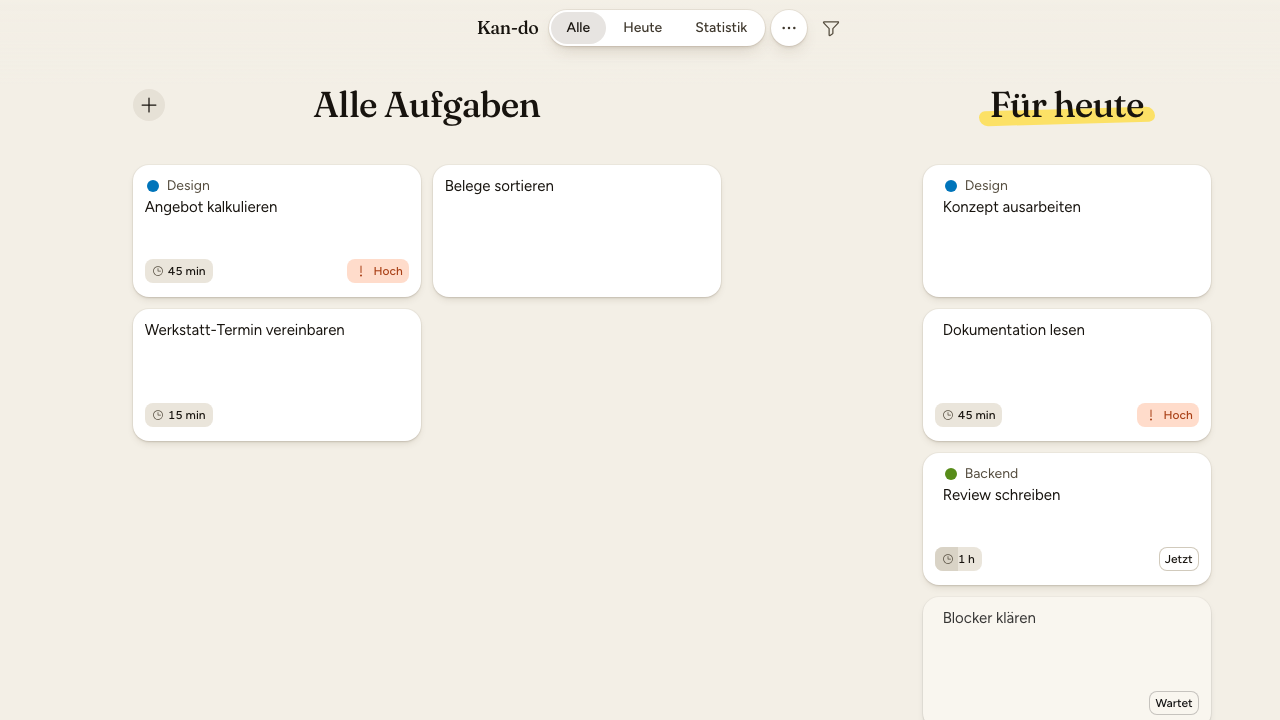 Kan-do
Alle
Heute
Statistik
Alle Aufgaben
Design
Angebot kalkulieren
45 min
Hoch
Belege sortieren
Werkstatt-Termin vereinbaren
15 min
Für heute
Design
Konzept ausarbeiten
Dokumentation lesen
45 min
Hoch
Backend
Review schreiben
1 h
Jetzt
Blocker klären
Wartet